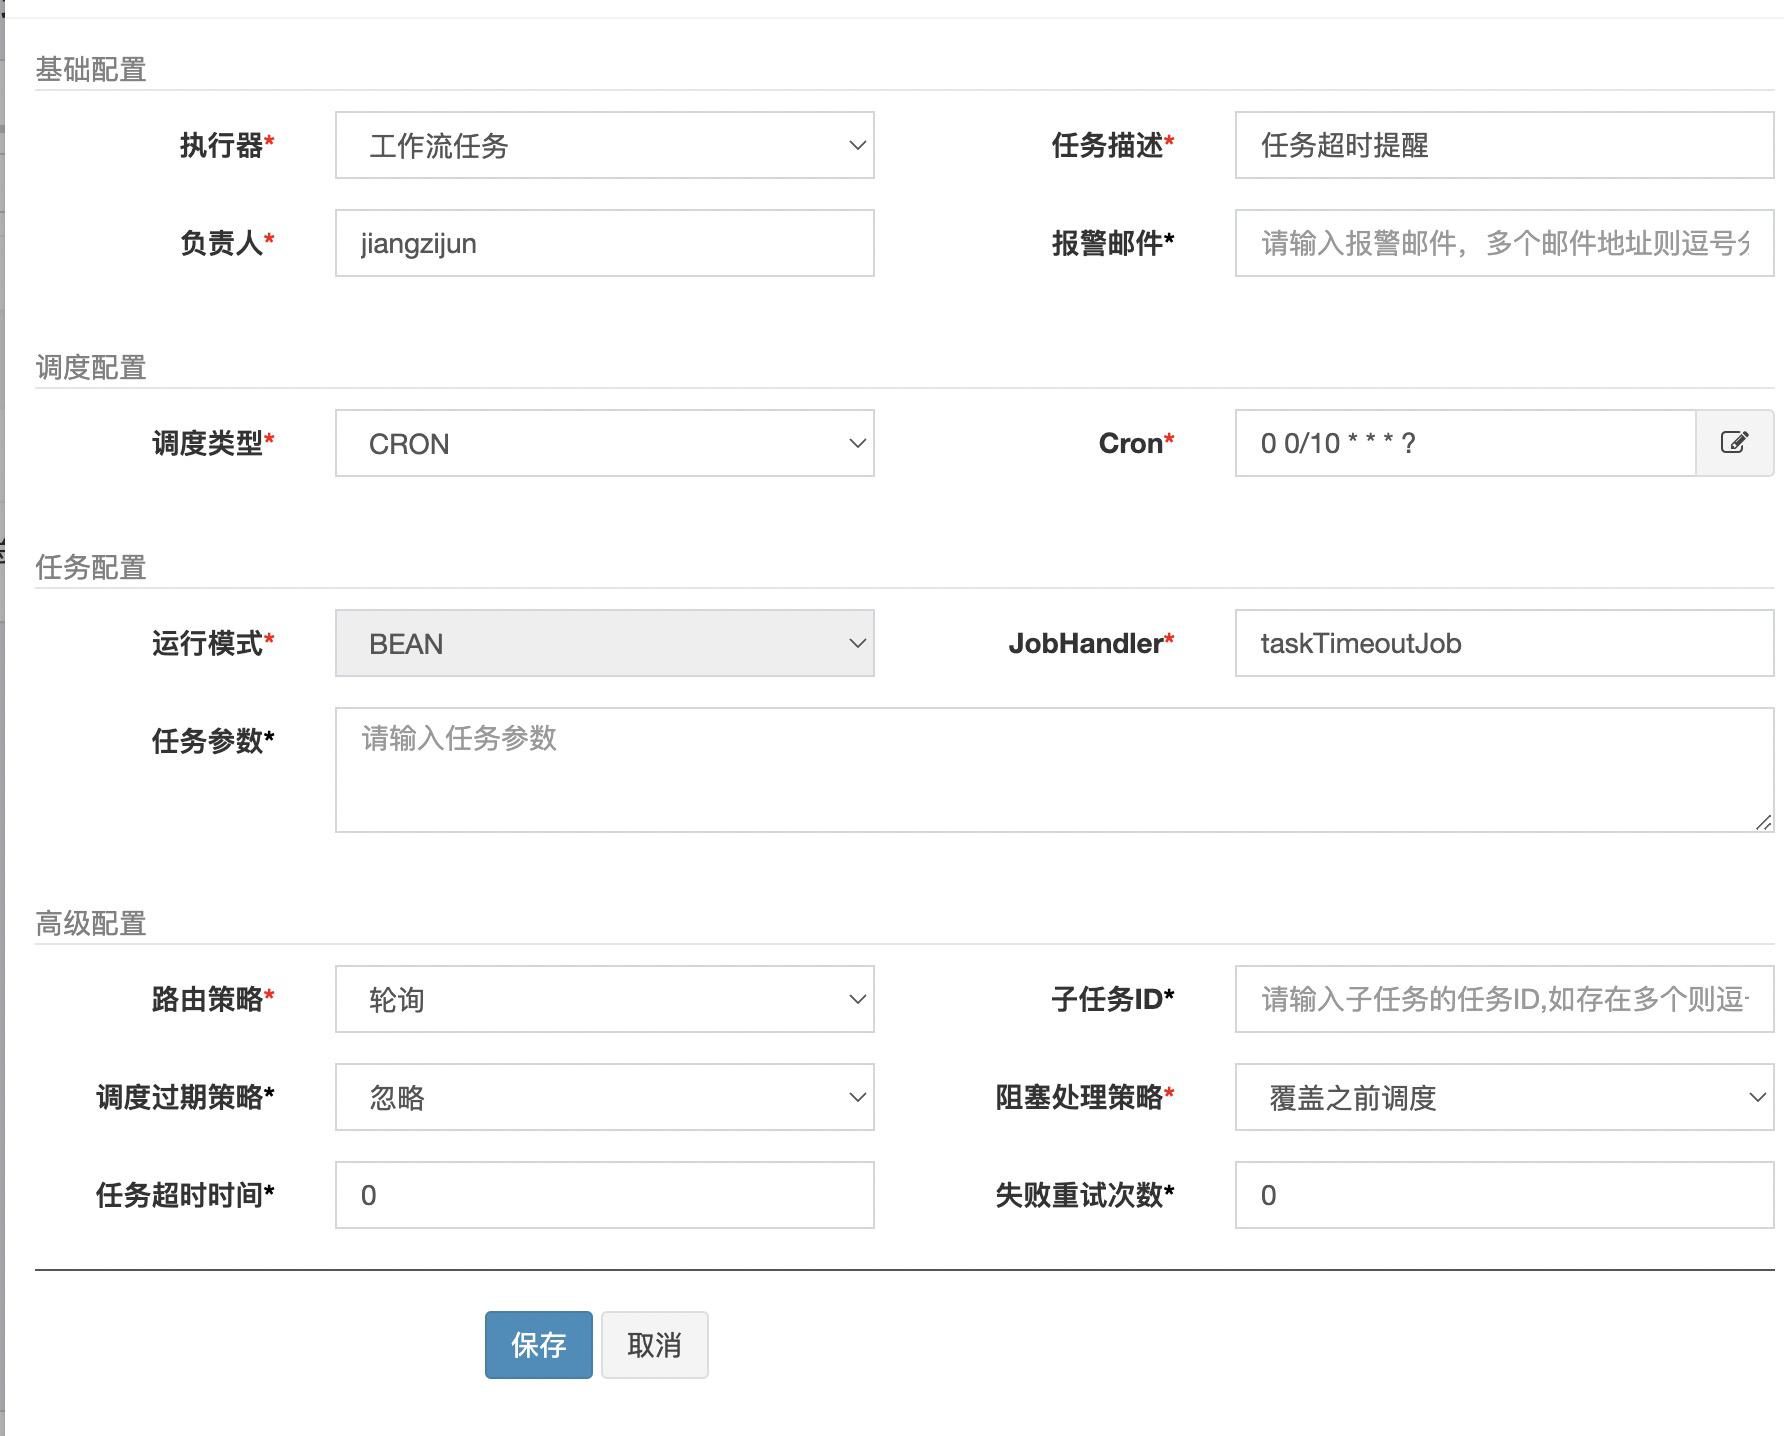 基础配置
执行器* 工作流任务 任务描述* 任务超时提醒
负责人* jiangzijun 报警邮件* 请输入报警邮件，多个邮件地址则逗号
调度配置
调度类型* CRON Cron* 0 0/10 * * * ?
任务配置
运行模式* BEAN JobHandler* taskTimeoutJob
任务参数* 请输入任务参数
高级配置
路由策略* 轮询 子任务ID* 请输入子任务的任务ID,如存在多个则逗
调度过期策略* 忽略 阻塞处理策略* 覆盖之前调度
任务超时时间* 0 失败重试次数* 0
保存 取消